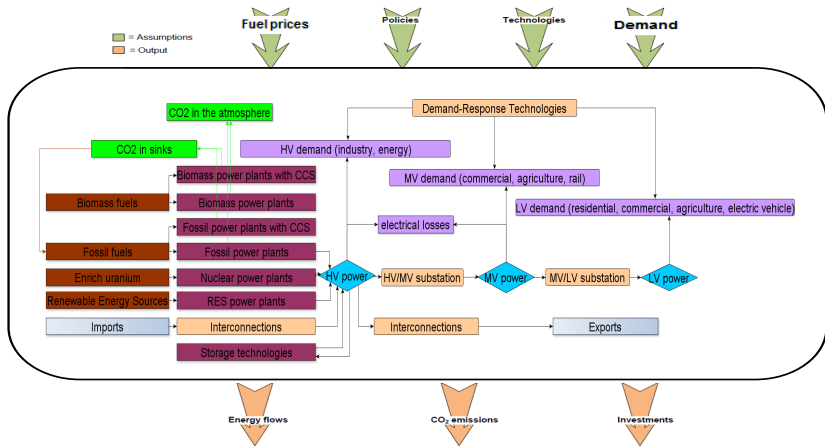 Fuel prices
Policies
Technologies
Demand
= Assumptions
= Output
CO2 in the atmosphere
Demand-Response Technologies
CO2 in sinks
HV demand (industry, energy)
Biomass power plants with CCS
MV demand (commercial, agriculture, rail)
Biomass fuels
Biomass power plants
LV demand (residential, commercial, agriculture, electric vehicle)
Fossil power plants with CCS
electrical losses
Fossil fuels
Fossil power plants
Enrich uranium
Nuclear power plants
HV power
HV/MV substation
MV power
MV/LV substation
LV power
Renewable Energy Sources
RES power plants
Imports
Interconnections
Interconnections
Exports
Storage technologies
Energy flows
CO₂ emissions
Investments